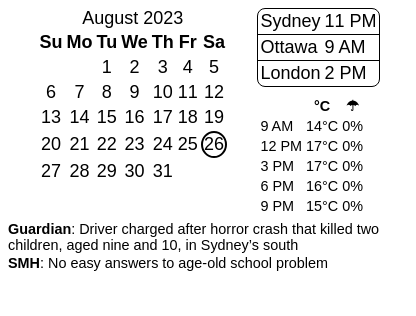 August 2023
Su Mo Tu We Th Fr Sa
1 2 3 4 5
6 7 8 9 10 11 12
13 14 15 16 17 18 19
20 21 22 23 24 25 26
27 28 29 30 31
Sydney 11 PM
Ottawa 9 AM
London 2 PM
°C ☂
9 AM 14°C 0%
12 PM 17°C 0%
3 PM 17°C 0%
6 PM 16°C 0%
9 PM 15°C 0%
Guardian: Driver charged after horror crash that killed two
children, aged nine and 10, in Sydney’s south
SMH: No easy answers to age-old school problem